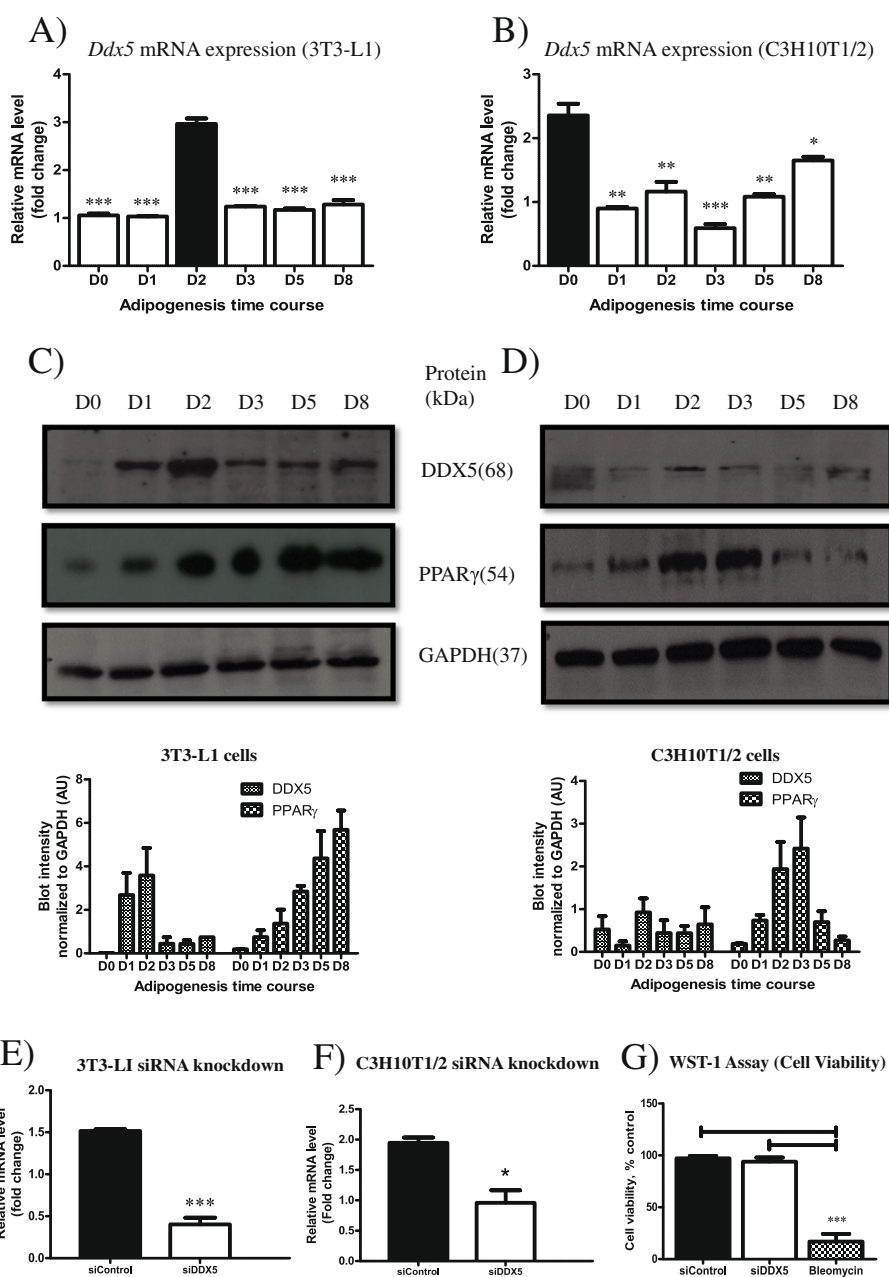 A)
Ddx5 mRNA expression (3T3-L1)
Relative mRNA level
(fold change)
4
3
2
1
0
***
***
***
***
***
D0 D1 D2 D3 D5 D8
Adipogenesis time course
B)
Ddx5 mRNA expression (C3H10T1/2)
Relative mRNA level
(fold change)
3
2
1
0
**
**
***
**
*
D0 D1 D2 D3 D5 D8
Adipogenesis time course
C)
D0 D1 D2 D3 D5 D8
Protein
(kDa)
DDX5(68)
PPARγ(54)
GAPDH(37)
D)
D0 D1 D2 D3 D5 D8
3T3-L1 cells
DDX5
PPARγ
Blot intensity
normalized to GAPDH (AU)
8
6
4
2
0
D0 D1 D2 D3 D5 D8 D0 D1 D2 D3 D5 D8
Adipogenesis time course
C3H10T1/2 cells
DDX5
PPARγ
Blot intensity
normalized to GAPDH (AU)
4
3
2
1
0
D0 D1 D2 D3 D5 D8 D0 D1 D2 D3 D5 D8
Adipogenesis time course
E)
3T3-LI siRNA knockdown
Relative mRNA level
(fold change)
2.0
1.5
1.0
0.5
0.0
***
siControl siDDX5
F)
C3H10T1/2 siRNA knockdown
Relative mRNA level
(Fold change)
2.5
2.0
1.5
1.0
0.5
0.0
*
siControl siDDX5
G)
WST-1 Assay (Cell Viability)
Cell viability, % control
150
100
50
0
***
siControl siDDX5 Bleomycin